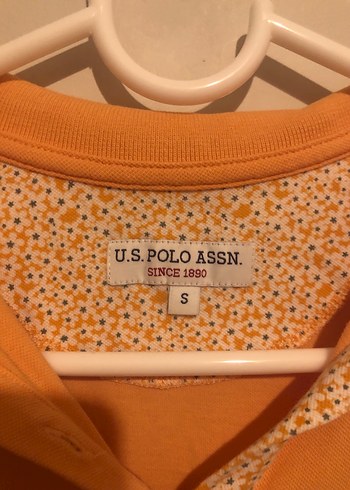 U.S. POLO ASSN.
SINCE 1890
S